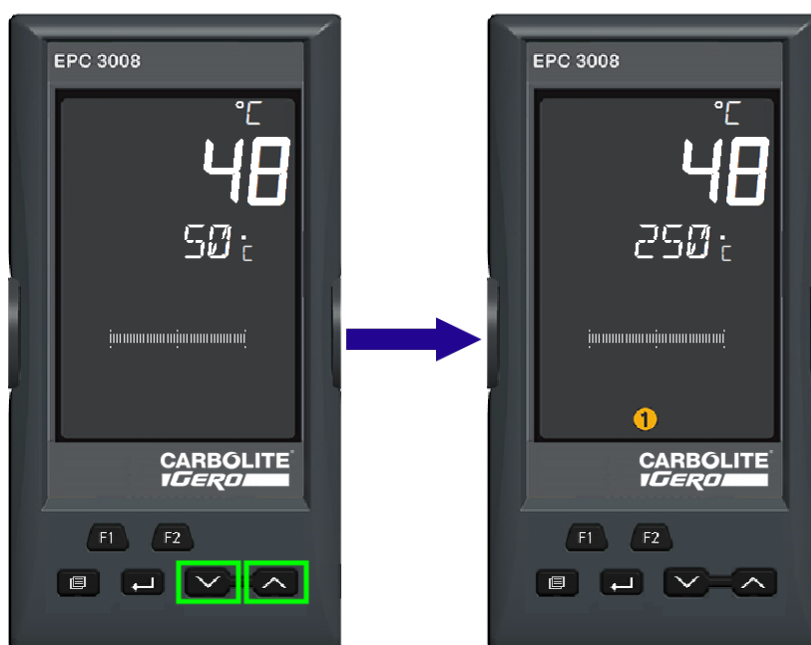 EPC 3008
°C
48
50 °C
CARBOLITE
GERO
F1 F2
EPC 3008
°C
48
250 °C
1
CARBOLITE
GERO
F1 F2